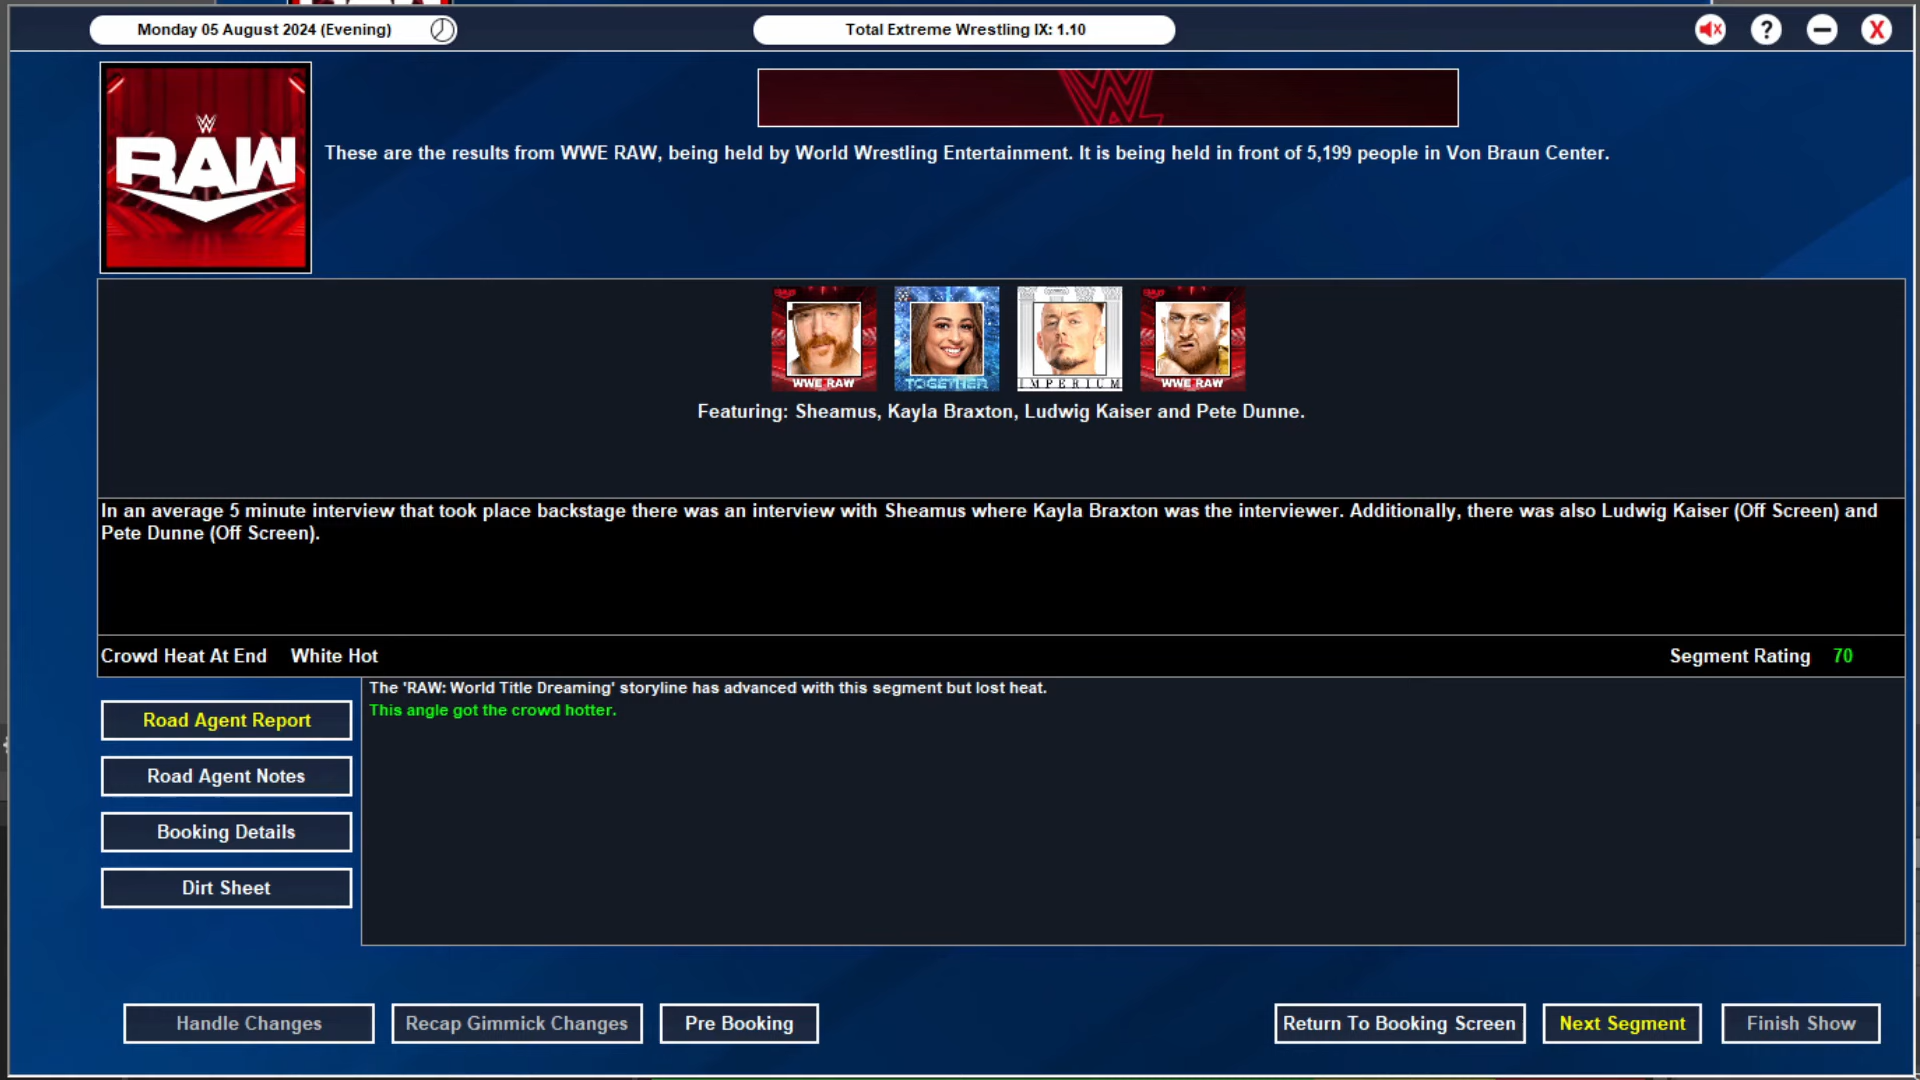 Monday 05 August 2024 (Evening)
Total Extreme Wrestling IX: 1.10
?
X
W
RAW
These are the results from WWE RAW, being held by World Wrestling Entertainment. It is being held in front of 5,199 people in Von Braun Center.
WWE RAW
TOGETHER
IMPERIUM
WWE RAW
Featuring: Sheamus, Kayla Braxton, Ludwig Kaiser and Pete Dunne.
In an average 5 minute interview that took place backstage there was an interview with Sheamus where Kayla Braxton was the interviewer. Additionally, there was also Ludwig Kaiser (Off Screen) and
Pete Dunne (Off Screen).
Crowd Heat At End White Hot
Segment Rating 70
The 'RAW: World Title Dreaming' storyline has advanced with this segment but lost heat.
This angle got the crowd hotter.
Road Agent Report
Road Agent Notes
Booking Details
Dirt Sheet
Handle Changes
Recap Gimmick Changes
Pre Booking
Return To Booking Screen
Next Segment
Finish Show